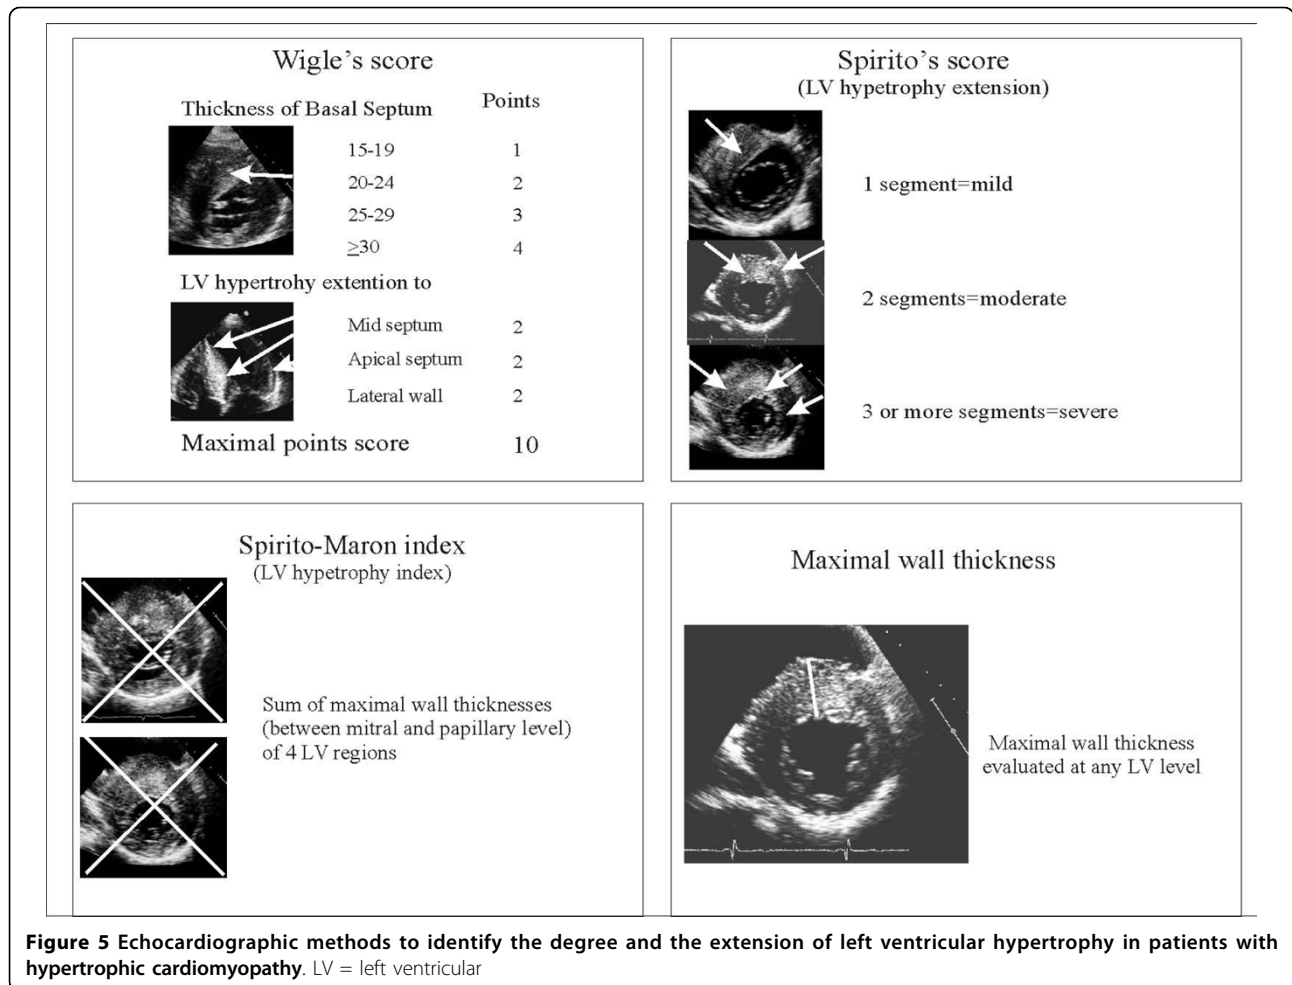 Wigle's score
Thickness of Basal Septum Points
15-19 1
20-24 2
25-29 3
≥30 4
LV hypertrohy extention to
Mid septum 2
Apical septum 2
Lateral wall 2
Maximal points score 10
Spirito's score
(LV hypetrophy extension)
1 segment=mild
2 segments=moderate
3 or more segments=severe
Spirito-Maron index
(LV hypetrophy index)
Sum of maximal wall thicknesses
(between mitral and papillary level)
of 4 LV regions
Maximal wall thickness
Maximal wall thickness
evaluated at any LV level
Figure 5 Echocardiographic methods to identify the degree and the extension of left ventricular hypertrophy in patients with
hypertrophic cardiomyopathy. LV = left ventricular